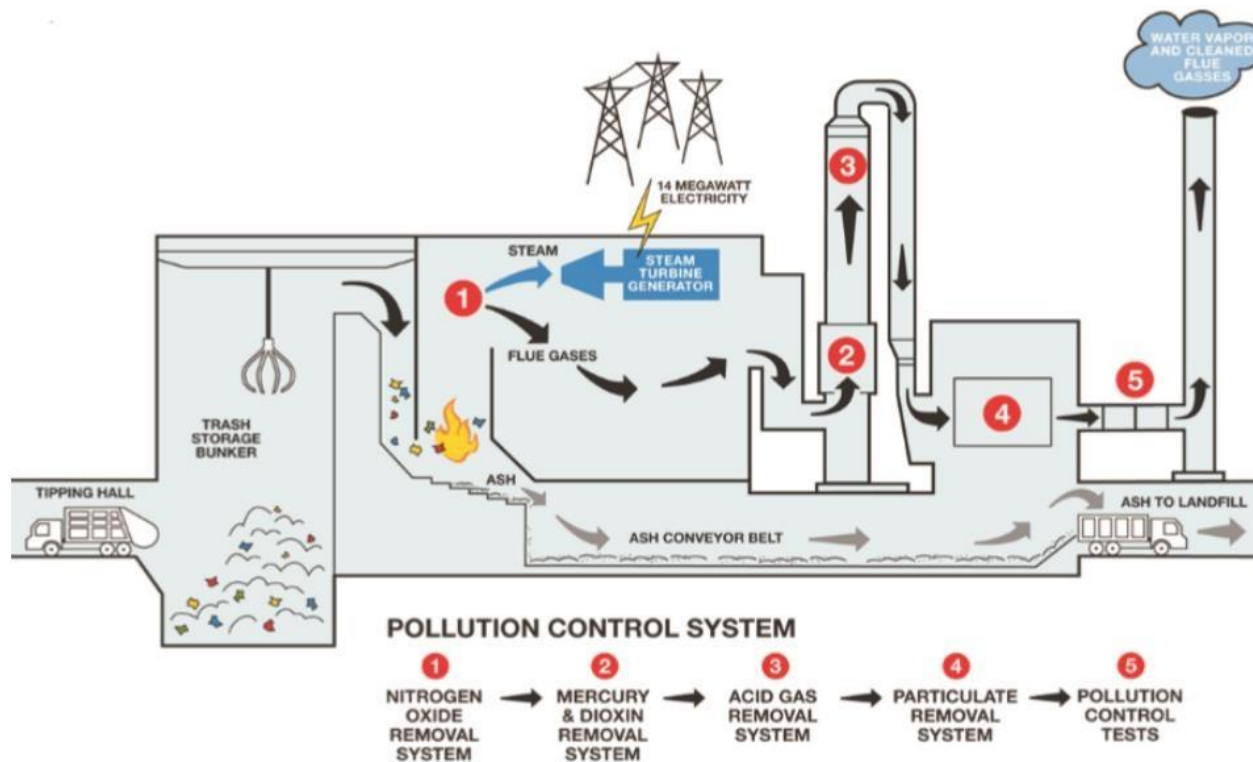 WATER VAPOR
AND CLEANED
FLUE
GASSES
3
14 MEGAWATT
ELECTRICITY
STEAM
STEAM
TURBINE
GENERATOR
1
FLUE GASES
2
5
4
TRASH
STORAGE
BUNKER
TIPPING HALL
ASH
ASH TO LANDFILL
ASH CONVEYOR BELT
POLLUTION CONTROL SYSTEM
1
NITROGEN
OXIDE
REMOVAL
SYSTEM
2
MERCURY
& DIOXIN
REMOVAL
SYSTEM
3
ACID GAS
REMOVAL
SYSTEM
4
PARTICULATE
REMOVAL
SYSTEM
5
POLLUTION
CONTROL
TESTS